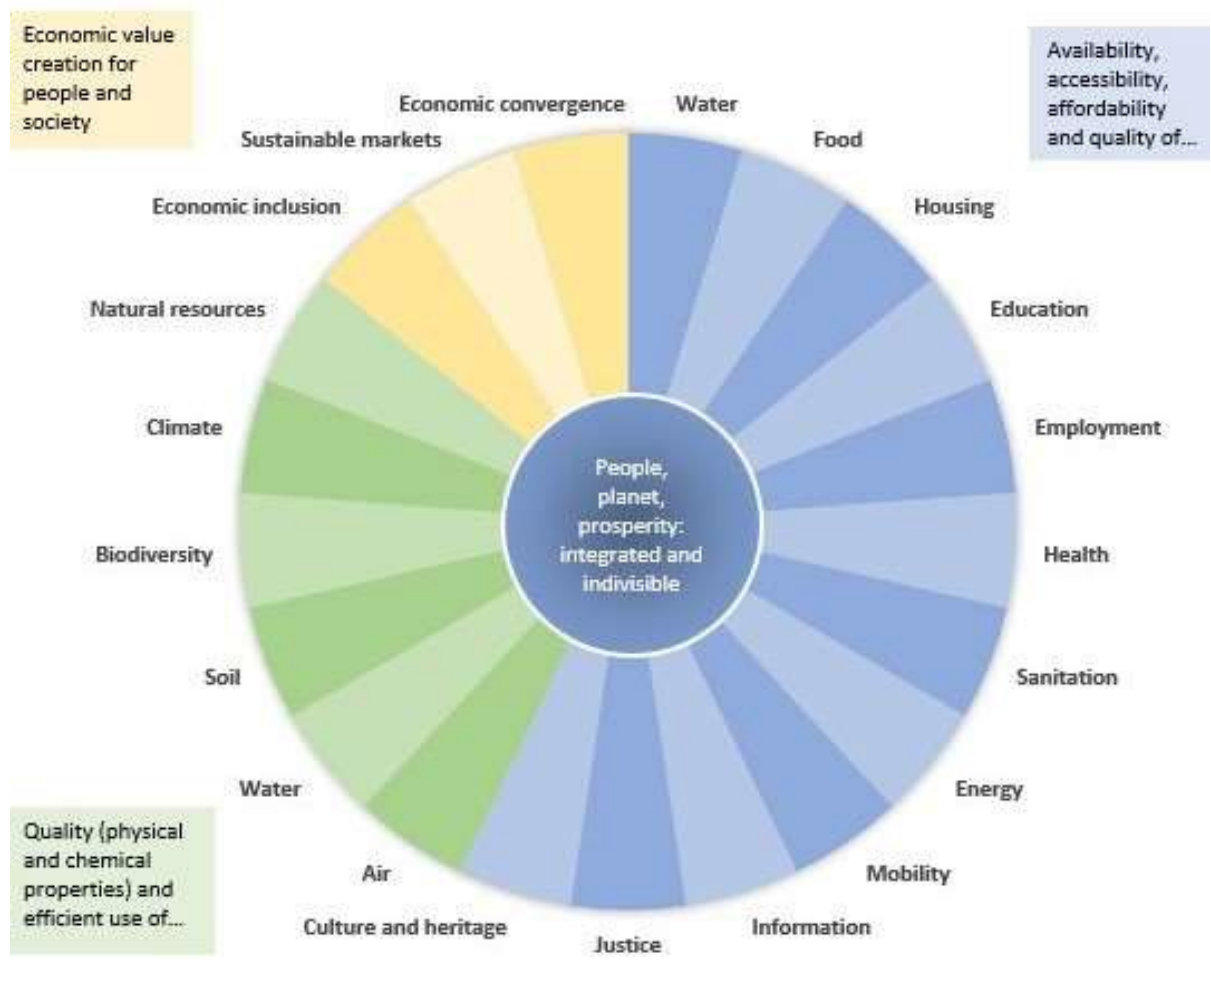 Economic value
creation for
people and
society
Availability,
accessibility,
affordability
and quality of...
Economic convergence
Water
Sustainable markets
Food
Economic inclusion
Housing
Natural resources
Education
Climate
Employment
People,
planet,
prosperity:
integrated and
indivisible
Biodiversity
Health
Soil
Sanitation
Water
Energy
Quality (physical
and chemical
properties) and
efficient use of...
Air
Mobility
Culture and heritage
Justice
Information